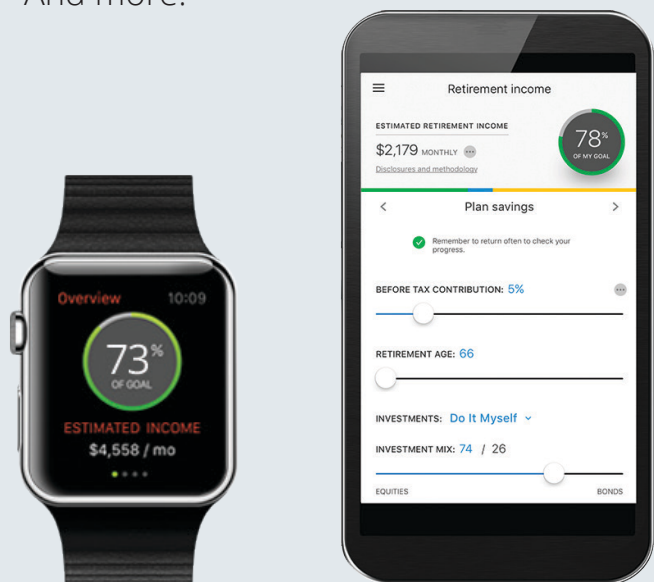 And more.
Overview 10:09
73%
OF GOAL
ESTIMATED INCOME
$4,558 / mo
Retirement income
ESTIMATED RETIREMENT INCOME
$2,179 MONTHLY
Disclosures and methodology
78%
OF MY GOAL
Plan savings
Remember to return often to check your
progress.
BEFORE TAX CONTRIBUTION: 5%
RETIREMENT AGE: 66
INVESTMENTS: Do It Myself
INVESTMENT MIX: 74 / 26
EQUITIES BONDS